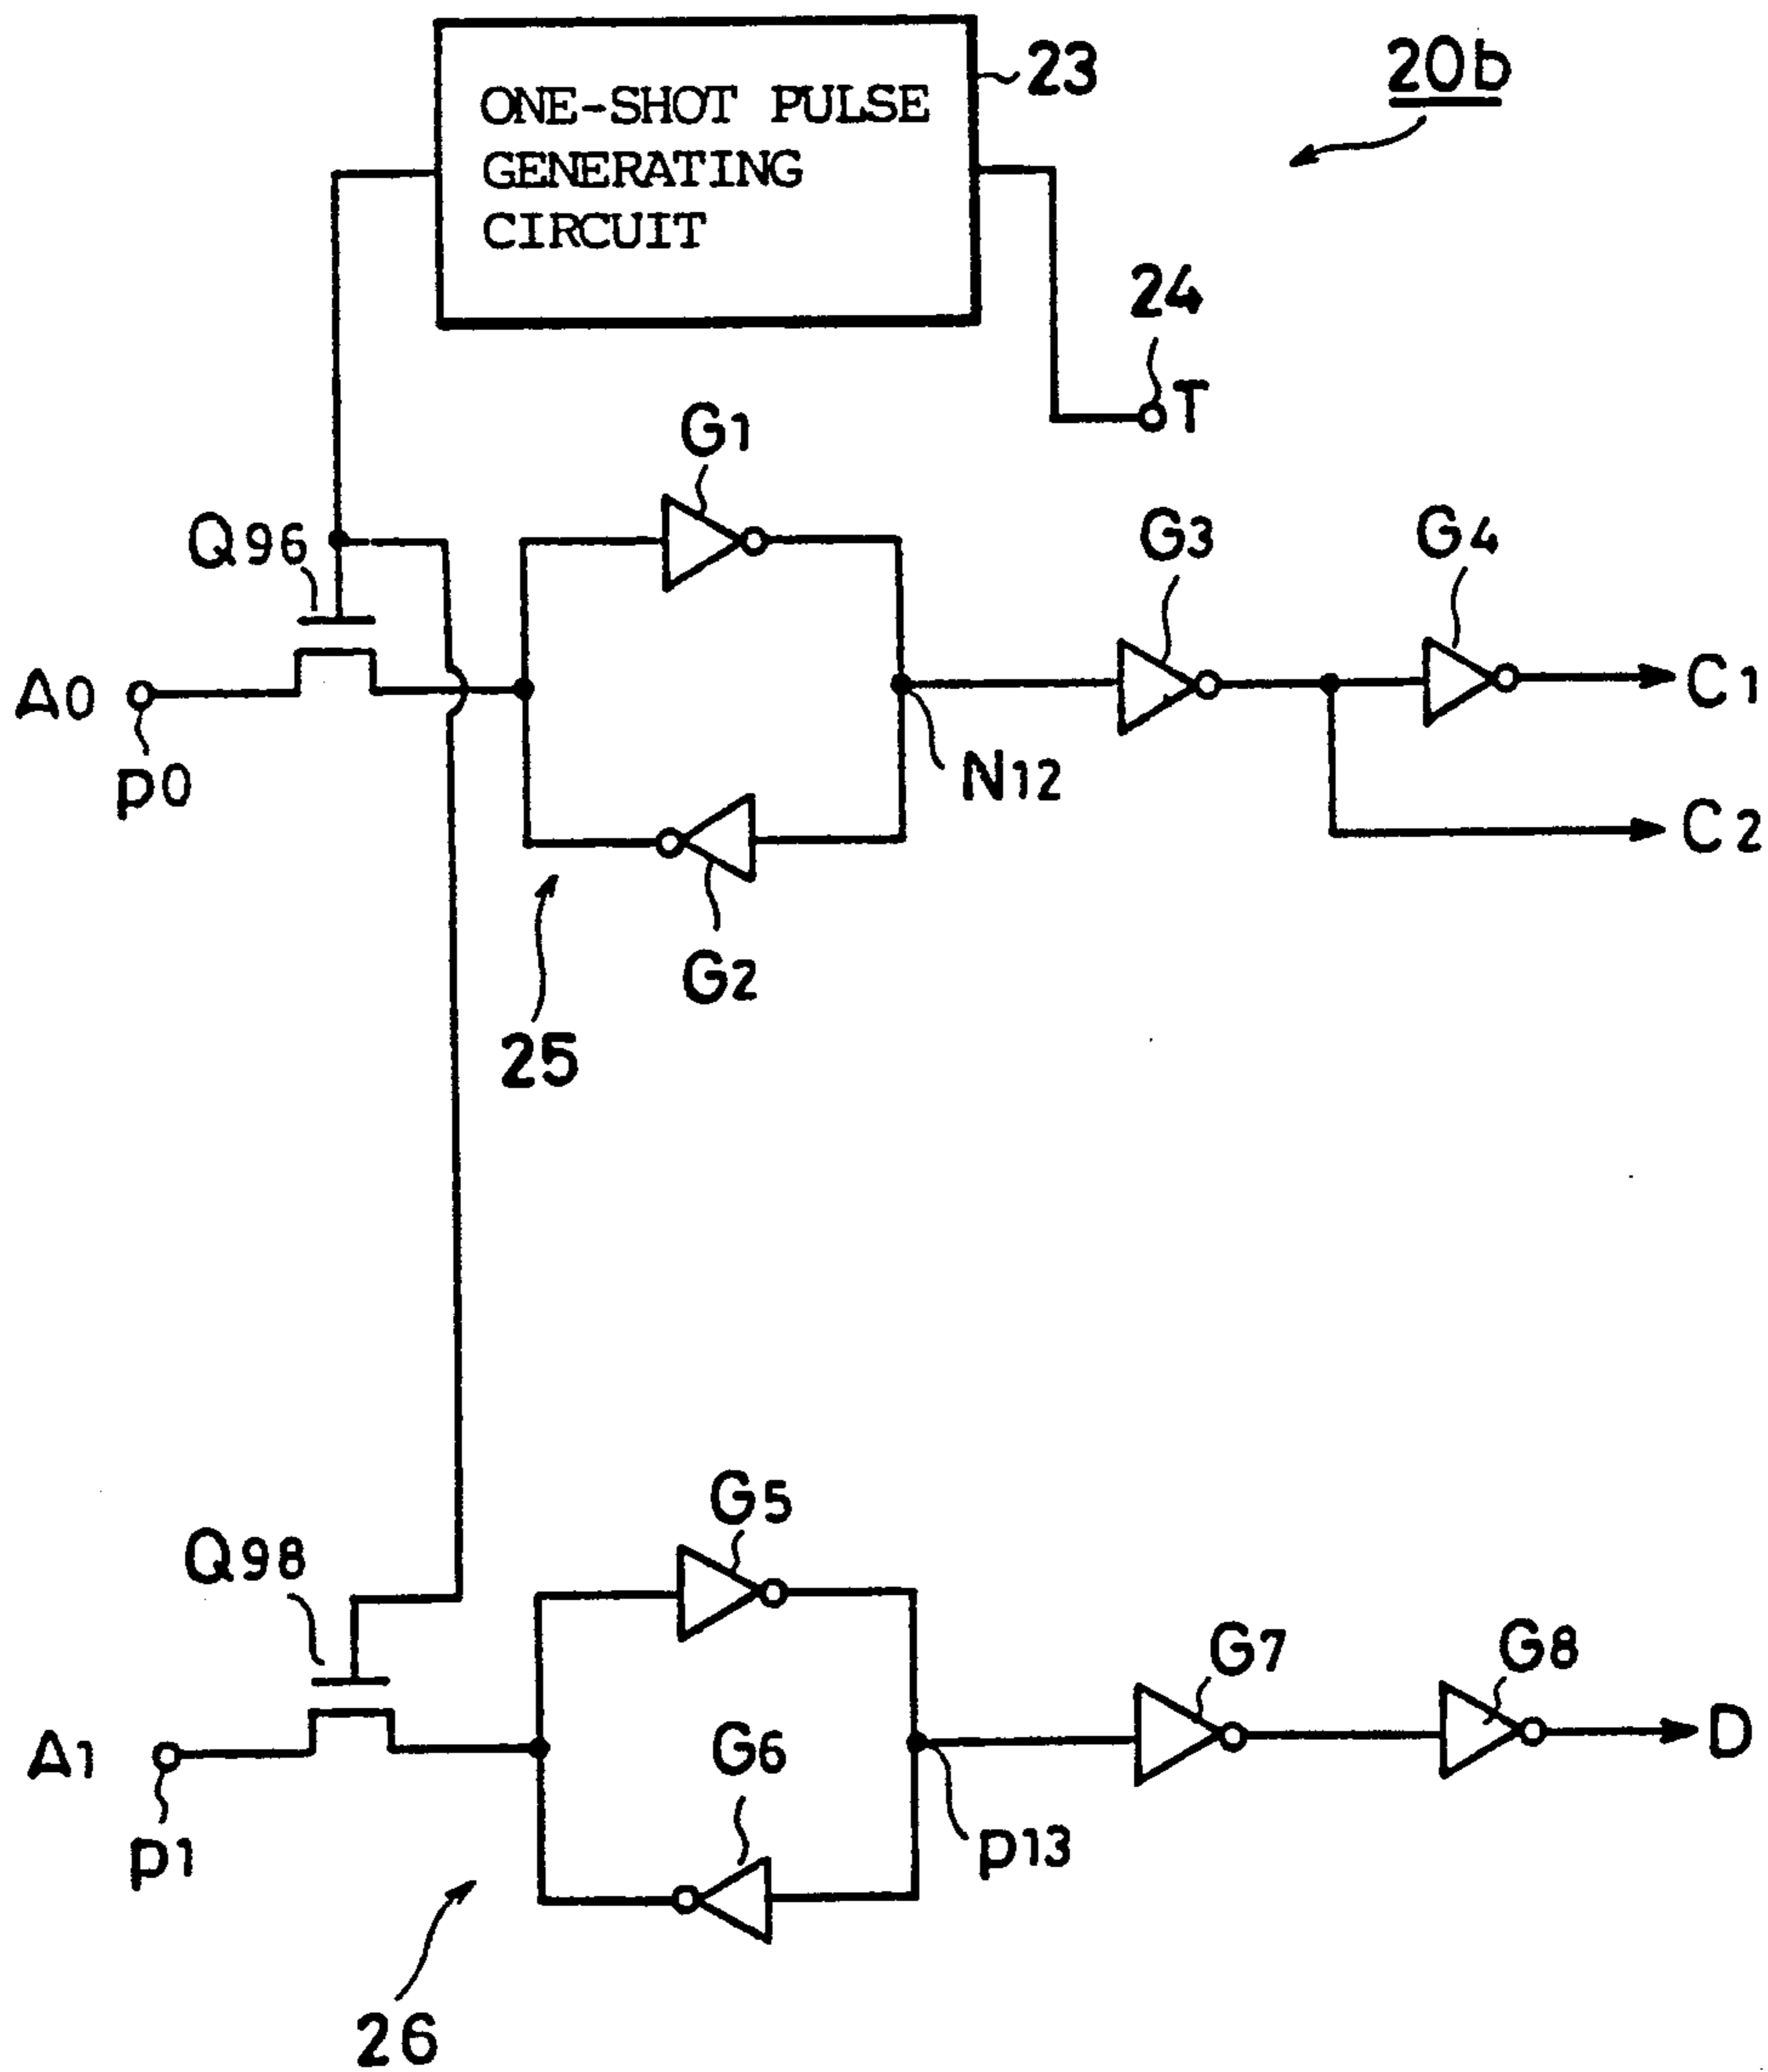 20b
23
ONE-SHOT PULSE
GENERATING
CIRCUIT
24
T
G1
Q96
G3
G4
A0
C1
p0
N12
C2
G2
25
G5
Q98
G7
G8
A1
G6
D
p1
p13
26